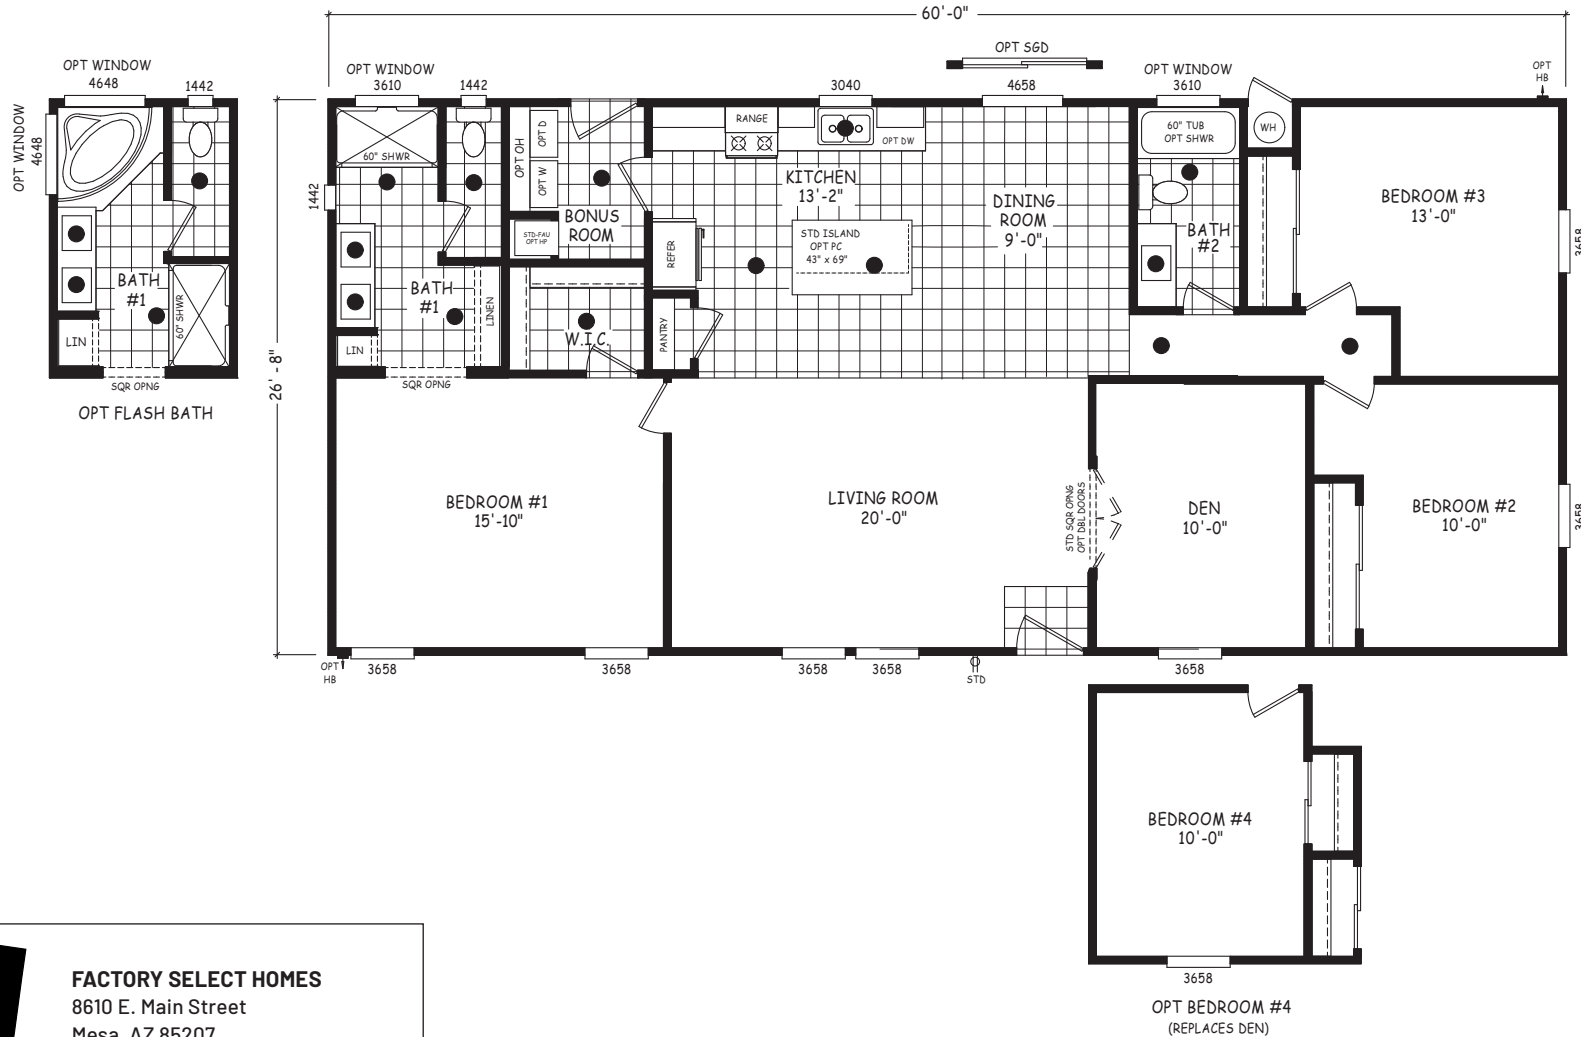 60'-0"
OPT SGD
OPT WINDOW
4648
1442
OPT WINDOW
3610
1442
3040
4658
OPT WINDOW
3610
OPT
HB
OPT WINDOW
4648
1442
60" SHWR
OPT OH
OPT D
OPT W
RANGE
OPT DW
60" TUB
OPT SHWR
WH
KITCHEN
13'-2"
DINING
ROOM
9'-0"
BEDROOM #3
13'-0"
3658
BONUS
ROOM
STD-FAU
OPT HP
REFER
STD ISLAND
OPT PC
43" x 69"
BATH
#2
BATH
#1
LIN
60" SHWR
SQR OPNG
OPT FLASH BATH
BATH
#1
LINEN
LIN
SQR OPNG
W.I.C.
PANTRY
26'-8"
BEDROOM #1
15'-10"
LIVING ROOM
20'-0"
STD SQR OPNG
OPT DBL DOORS
DEN
10'-0"
BEDROOM #2
10'-0"
3658
OPT
HB
3658
3658
3658
3658
STD
3658
BEDROOM #4
10'-0"
3658
OPT BEDROOM #4
(REPLACES DEN)
FACTORY SELECT HOMES
8610 E. Main Street
Mesa, AZ 85207